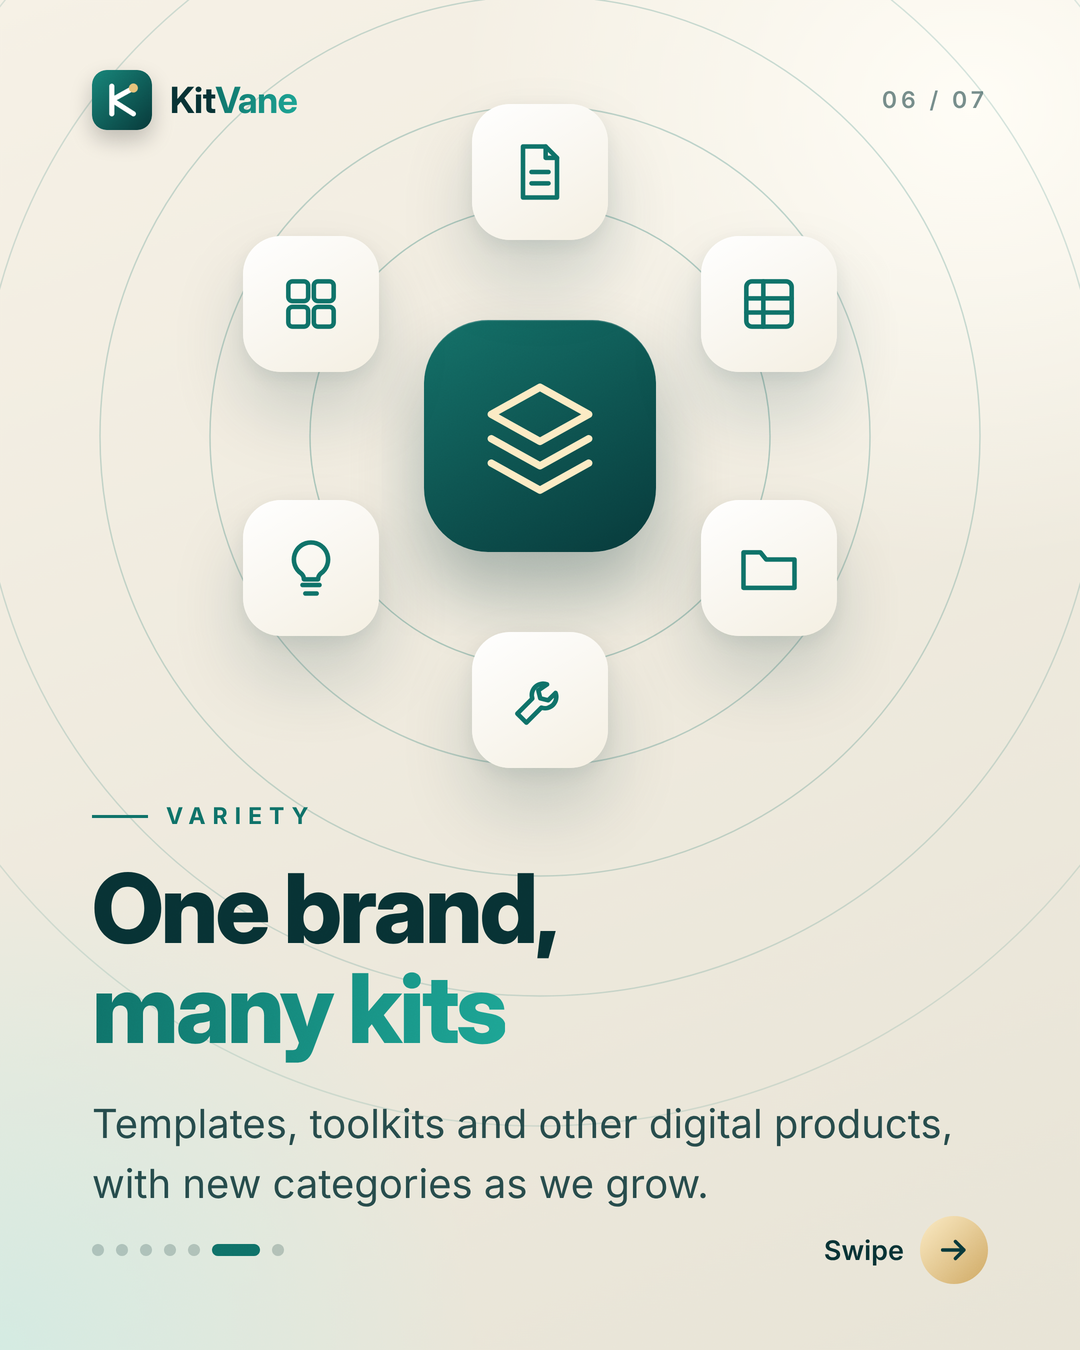 KitVane
06 / 07
VARIETY
One brand,
many kits
Templates, toolkits and other digital products,
with new categories as we grow.
Swipe